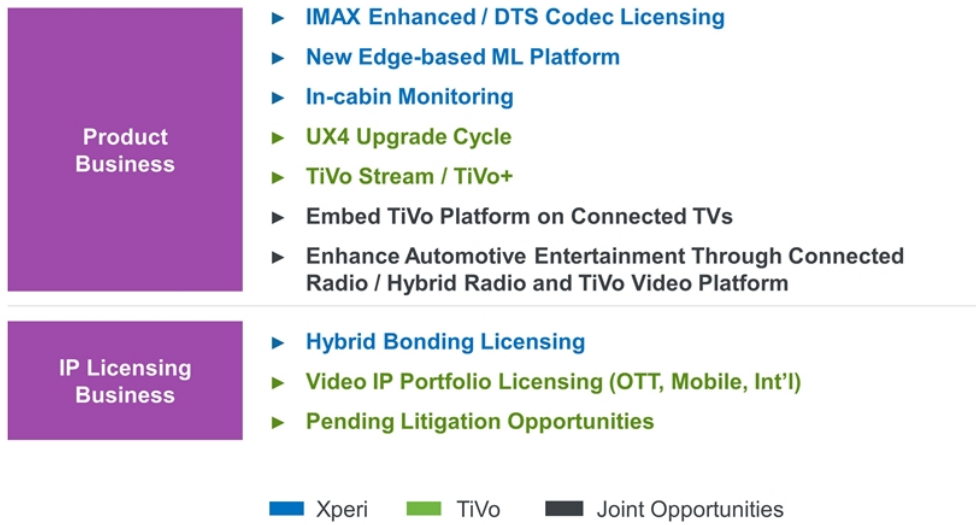 Product
Business
► IMAX Enhanced / DTS Codec Licensing
► New Edge-based ML Platform
► In-cabin Monitoring
► UX4 Upgrade Cycle
► TiVo Stream / TiVo+
► Embed TiVo Platform on Connected TVs
► Enhance Automotive Entertainment Through Connected
Radio / Hybrid Radio and TiVo Video Platform
IP Licensing
Business
► Hybrid Bonding Licensing
► Video IP Portfolio Licensing (OTT, Mobile, Int’l)
► Pending Litigation Opportunities
Xperi TiVo Joint Opportunities